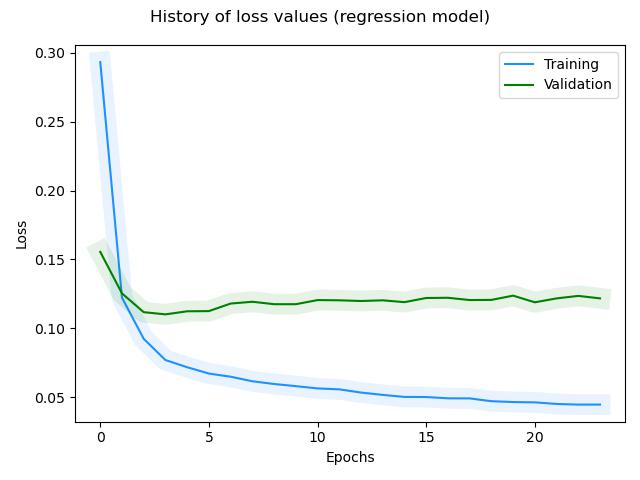 History of loss values (regression model)
Training
Validation
0.30
0.25
0.20
0.15
0.10
0.05
Loss
0 5 10 15 20
Epochs